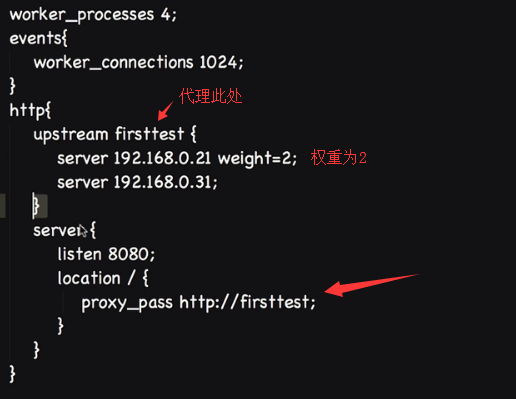 worker_processes 4;
events{
worker_connections 1024;
}
http{
代理此处
upstream firsttest {
server 192.168.0.21 weight=2; 权重为2
server 192.168.0.31;
}
server{
listen 8080;
location / {
proxy_pass http://firsttest;
}
}
}